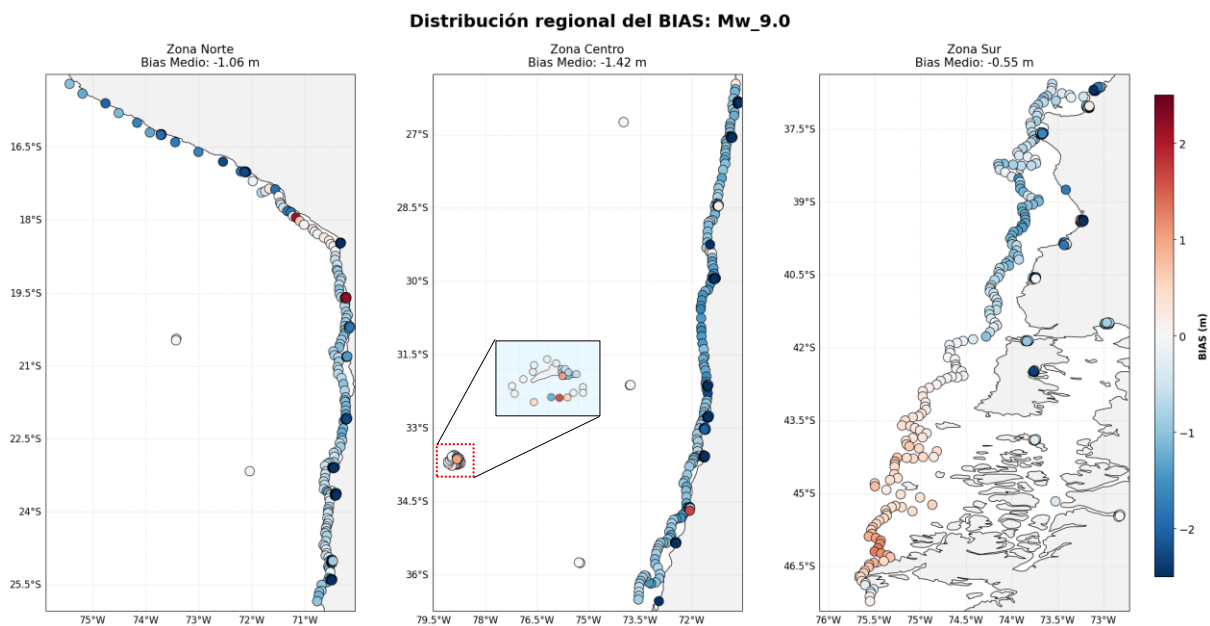 Distribución regional del BIAS: Mw_9.0
Zona Norte
Bias Medio: -1.06 m
16.5°S
18°S
19.5°S
21°S
22.5°S
24°S
25.5°S
75°W
74°W
73°W
72°W
71°W
Zona Centro
Bias Medio: -1.42 m
27°S
28.5°S
30°S
31.5°S
33°S
34.5°S
36°S
79.5°W
78°W
76.5°W
75°W
73.5°W
72°W
Zona Sur
Bias Medio: -0.55 m
37.5°S
39°S
40.5°S
42°S
43.5°S
45°S
46.5°S
76°W
75.5°W
75°W
74.5°W
74°W
73.5°W
73°W
2
1
0
−1
−2
BIAS (m)